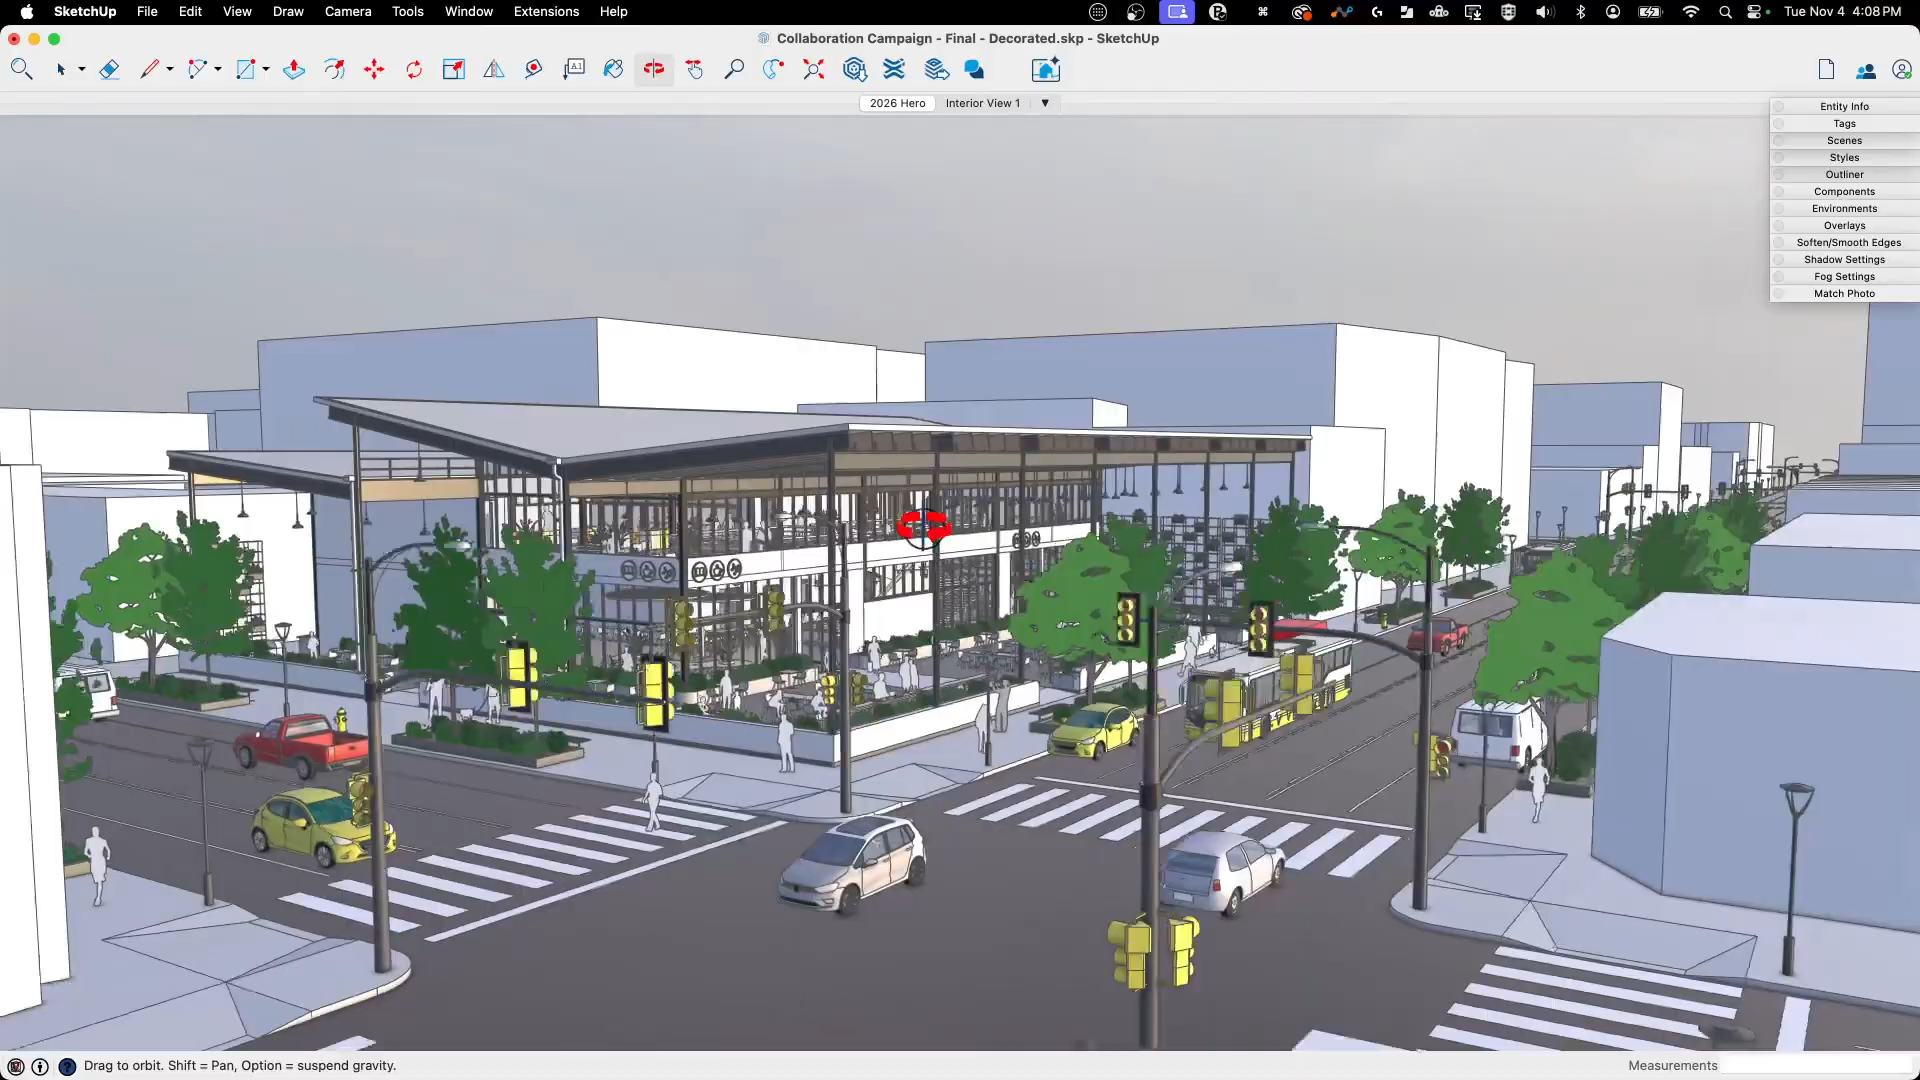 SketchUp File Edit View Draw Camera Tools Window Extensions Help Tue Nov 4 4:08 PM
Collaboration Campaign - Final - Decorated.skp - SketchUp
A1
2026 Hero Interior View 1 ▼
Entity Info
Tags
Scenes
Styles
Outliner
Components
Environments
Overlays
Soften/Smooth Edges
Shadow Settings
Fog Settings
Match Photo
Drag to orbit. Shift = Pan, Option = suspend gravity. Measurements